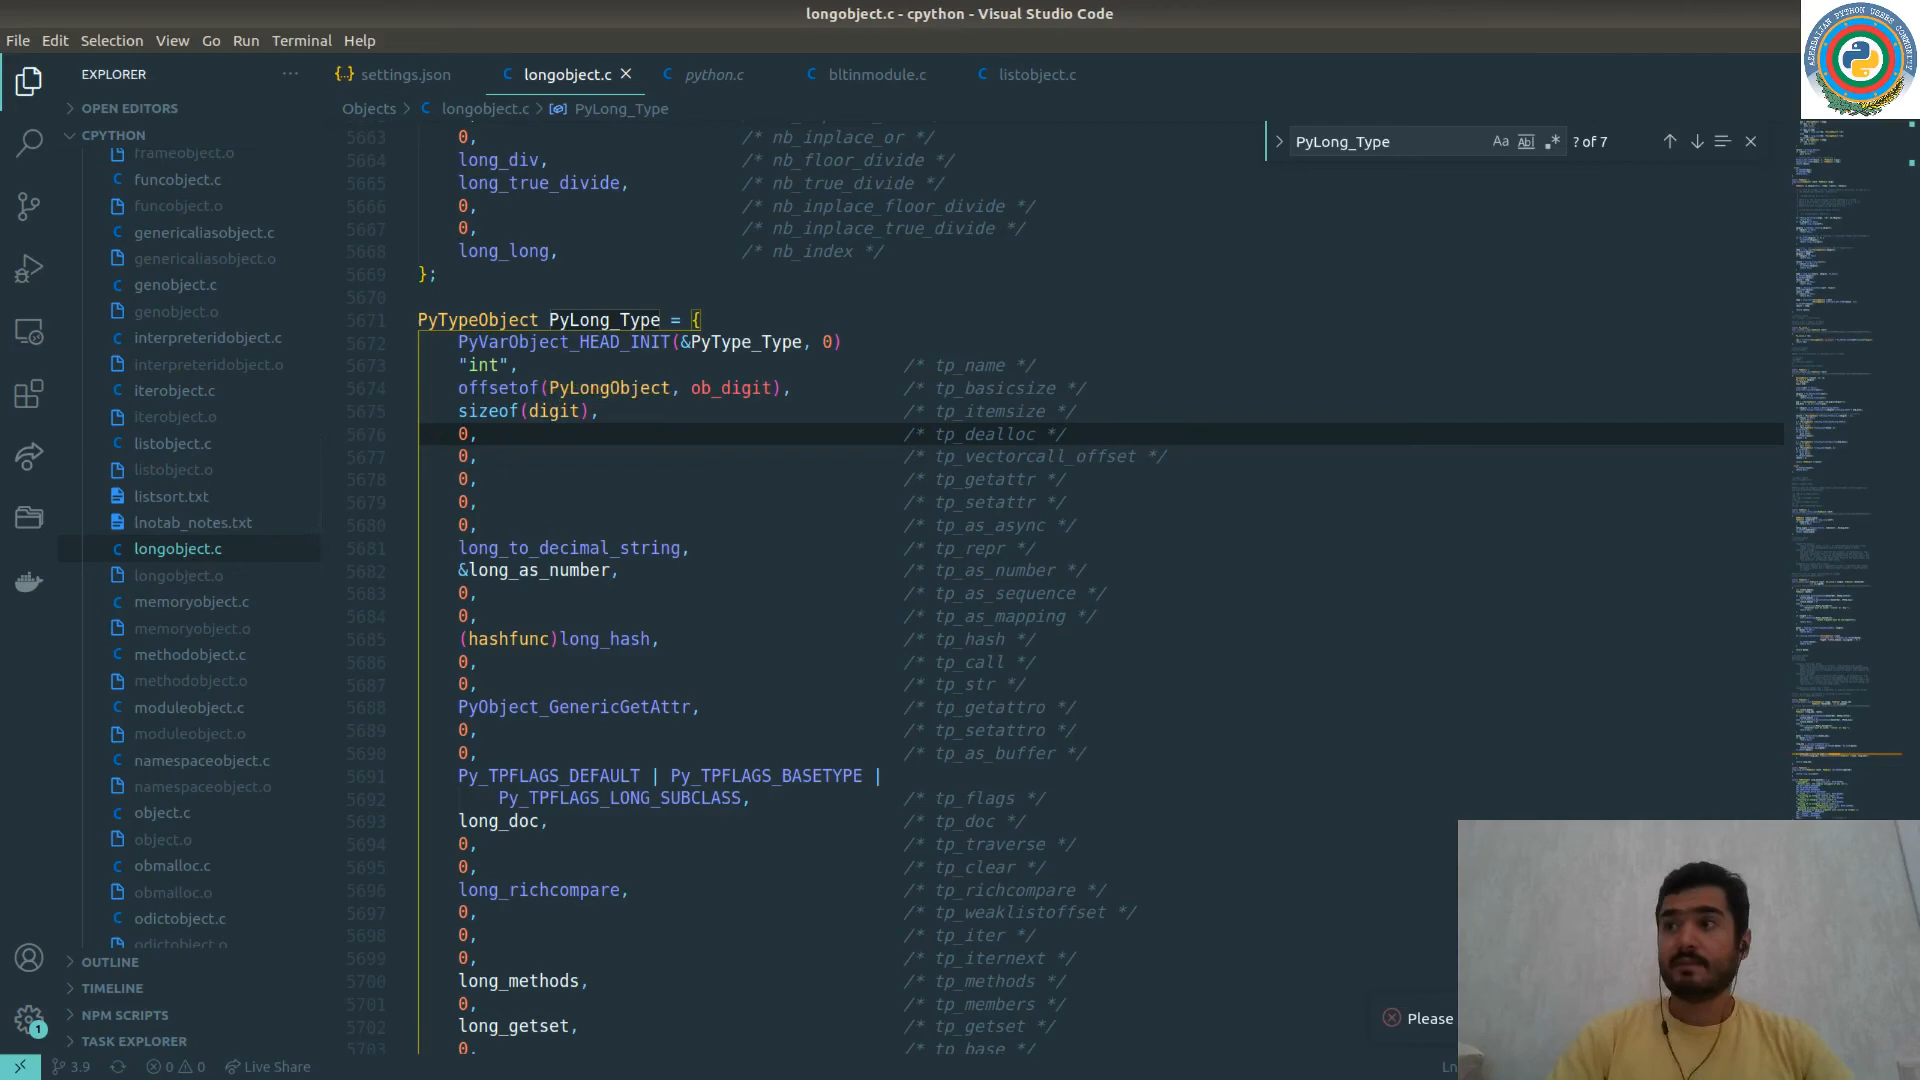 longobject.c - cpython - Visual Studio Code
File Edit Selection View Go Run Terminal Help
AZERBAIJAN PYTHON USERS COMMUNITY
EXPLORER ···
settings.json longobject.c python.c bltinmodule.c listobject.c
OPEN EDITORS
CPYTHON
Objects > longobject.c > PyLong_Type
PyLong_Type Aa Abl .* ? of 7
frameobject.o
funcobject.c
funcobject.o
genericaliasobject.c
genericaliasobject.o
genobject.c
genobject.o
interpreteridobject.c
interpreteridobject.o
iterobject.c
iterobject.o
listobject.c
listobject.o
listsort.txt
lnotab_notes.txt
longobject.c
longobject.o
memoryobject.c
memoryobject.o
methodobject.c
methodobject.o
moduleobject.c
moduleobject.o
namespaceobject.c
namespaceobject.o
object.c
object.o
obmalloc.c
obmalloc.o
odictobject.c
odictobject.o
OUTLINE
TIMELINE
NPM SCRIPTS
TASK EXPLORER
5663 0, /* nb_inplace_or */
5664 long_div, /* nb_floor_divide */
5665 long_true_divide, /* nb_true_divide */
5666 0, /* nb_inplace_floor_divide */
5667 0, /* nb_inplace_true_divide */
5668 long_long, /* nb_index */
5669 };
5670
5671 PyTypeObject PyLong_Type = {
5672 PyVarObject_HEAD_INIT(&PyType_Type, 0)
5673 "int", /* tp_name */
5674 offsetof(PyLongObject, ob_digit), /* tp_basicsize */
5675 sizeof(digit), /* tp_itemsize */
5676 0, /* tp_dealloc */
5677 0, /* tp_vectorcall_offset */
5678 0, /* tp_getattr */
5679 0, /* tp_setattr */
5680 0, /* tp_as_async */
5681 long_to_decimal_string, /* tp_repr */
5682 &long_as_number, /* tp_as_number */
5683 0, /* tp_as_sequence */
5684 0, /* tp_as_mapping */
5685 (hashfunc)long_hash, /* tp_hash */
5686 0, /* tp_call */
5687 0, /* tp_str */
5688 PyObject_GenericGetAttr, /* tp_getattro */
5689 0, /* tp_setattro */
5690 0, /* tp_as_buffer */
5691 Py_TPFLAGS_DEFAULT | Py_TPFLAGS_BASETYPE |
5692 Py_TPFLAGS_LONG_SUBCLASS, /* tp_flags */
5693 long_doc, /* tp_doc */
5694 0, /* tp_traverse */
5695 0, /* tp_clear */
5696 long_richcompare, /* tp_richcompare */
5697 0, /* tp_weaklistoffset */
5698 0, /* tp_iter */
5699 0, /* tp_iternext */
5700 long_methods, /* tp_methods */
5701 0, /* tp_members */
5702 long_getset, /* tp_getset */
5703 0, /* tp_base */
Please
1
3.9 0 0 Live Share
Ln